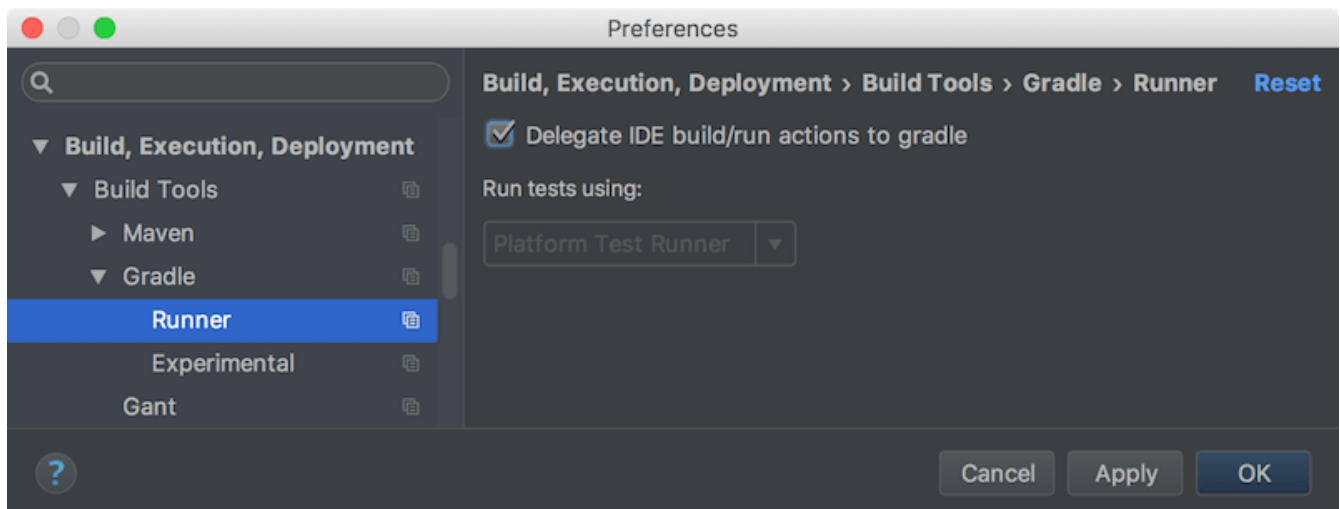 Preferences
Build, Execution, Deployment
Build Tools
Maven
Gradle
Runner
Experimental
Gant
Build, Execution, Deployment › Build Tools › Gradle › Runner Reset
Delegate IDE build/run actions to gradle
Run tests using:
Platform Test Runner
?
Cancel Apply OK